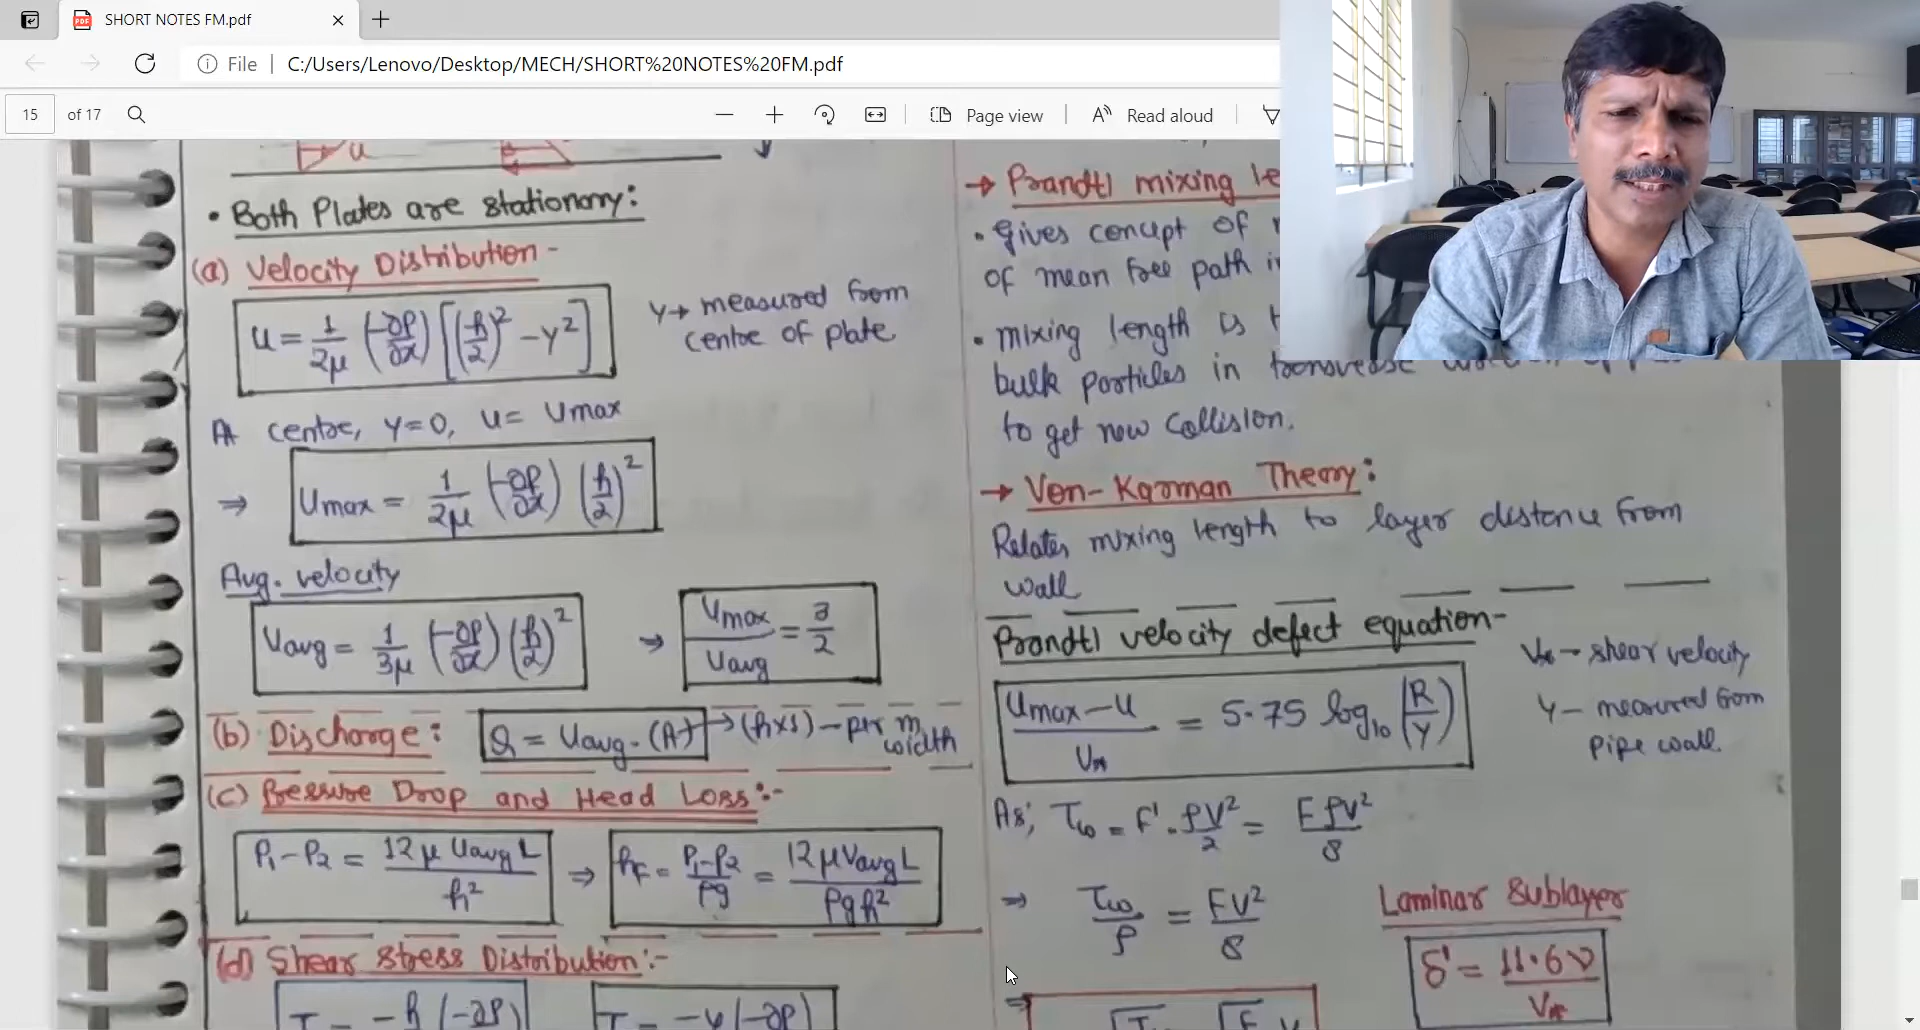 SHORT NOTES FM.pdf
File | C:/Users/Lenovo/Desktop/MECH/SHORT%20NOTES%20FM.pdf
15 of 17
Page view
Read aloud
u
• Both Plates are stationary:
(a) Velocity Distribution -
u = 1/2μ (-∂P/∂x) [(h/2)² - y²]
y → measured from
centre of plate
At centre, y=0, u= Umax
⇒ Umax = 1/2μ (-∂P/∂x) (h/2)²
Avg. velocity
Vavg = 1/3μ (-∂P/∂x) (h/2)² ⇒ Umax/Vavg = 3/2
(b) Discharge: Q = Vavg. (A) → (h×1) - per m
width
(c) Pressure Drop and Head Loss:-
P1-P2 = 12μ Vavg L/h² ⇒ hf = P1-P2/ρg = 12μVavg L/ρgh²
(d) Shear Stress Distribution:-
-h (-∂P) -y (-∂P)
→ Prandtl mixing le
• gives concept of
of mean free path
• mixing length is
bulk particles in transverse
to get new collision.
→ Von-Karman Theory:
Relates mixing length to layer distance from
wall
Prandtl velocity defect equation-
Umax-u/V* = 5.75 log10 (R/y)
V* - shear velocity
y - measured from
pipe wall
As, τw = f'.ρV²/2 = fρV²/8
⇒ τw/ρ = fV²/8
Laminar Sublayer
δ' = 11.6ν/V*